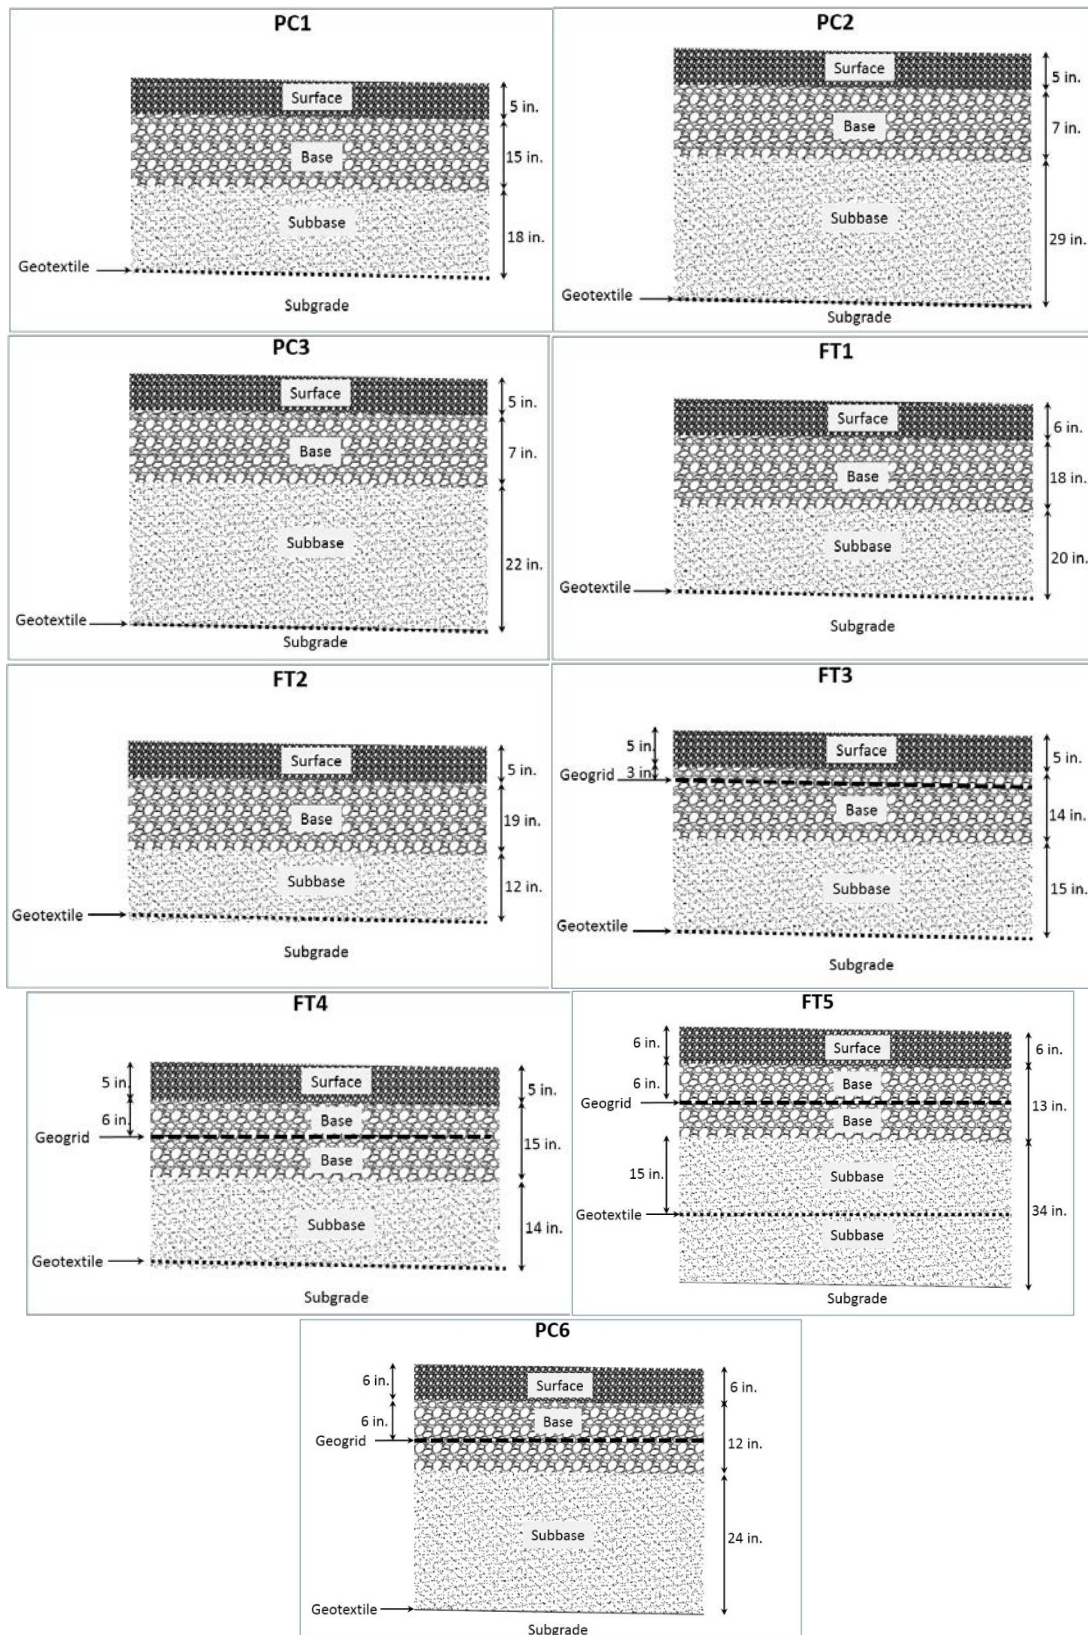 PC1
Surface
5 in.
Base
15 in.
Subbase
18 in.
Geotextile
Subgrade
PC2
Surface
5 in.
Base
7 in.
Subbase
29 in.
Geotextile
Subgrade
PC3
Surface
5 in.
Base
7 in.
Subbase
22 in.
Geotextile
Subgrade
FT1
Surface
6 in.
Base
18 in.
Subbase
20 in.
Geotextile
Subgrade
FT2
Surface
5 in.
Base
19 in.
Subbase
12 in.
Geotextile
Subgrade
FT3
5 in.
Surface
5 in.
3 in.
Geogrid
Base
14 in.
Subbase
15 in.
Geotextile
Subgrade
FT4
5 in.
Surface
5 in.
6 in.
Base
Geogrid
15 in.
Base
Subbase
14 in.
Geotextile
Subgrade
FT5
6 in.
Surface
6 in.
6 in.
Base
Geogrid
13 in.
Base
15 in.
Subbase
34 in.
Geotextile
Subbase
Subgrade
PC6
6 in.
Surface
6 in.
6 in.
Base
Geogrid
12 in.
Subbase
24 in.
Geotextile
Subgrade